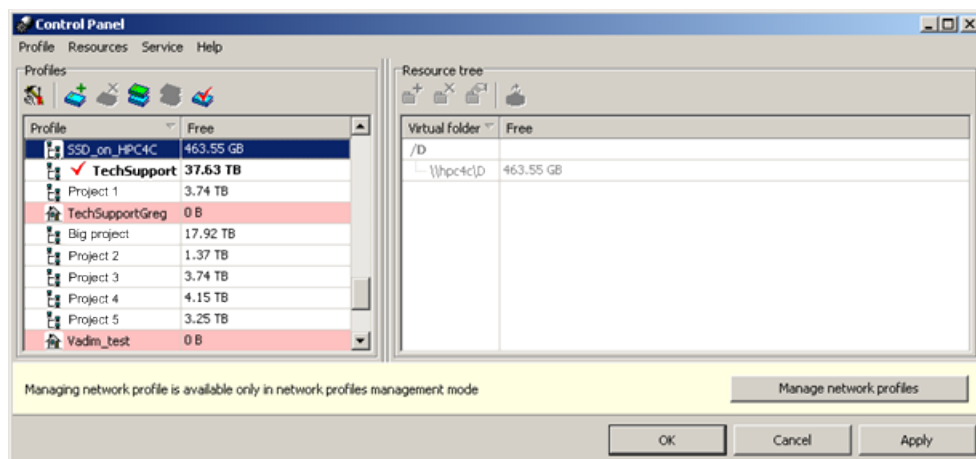 Control Panel
Profile Resources Service Help
Profiles
Profile Free
SSD_on_HPC4C 463.55 GB
TechSupport 37.63 TB
Project 1 3.74 TB
TechSupportGreg 0 B
Big project 17.92 TB
Project 2 1.37 TB
Project 3 3.74 TB
Project 4 4.15 TB
Project 5 3.25 TB
Vadim_test 0 B
Resource tree
Virtual folder Free
/D
\\hpc4c\D 463.55 GB
Managing network profile is available only in network profiles management mode
Manage network profiles
OK Cancel Apply